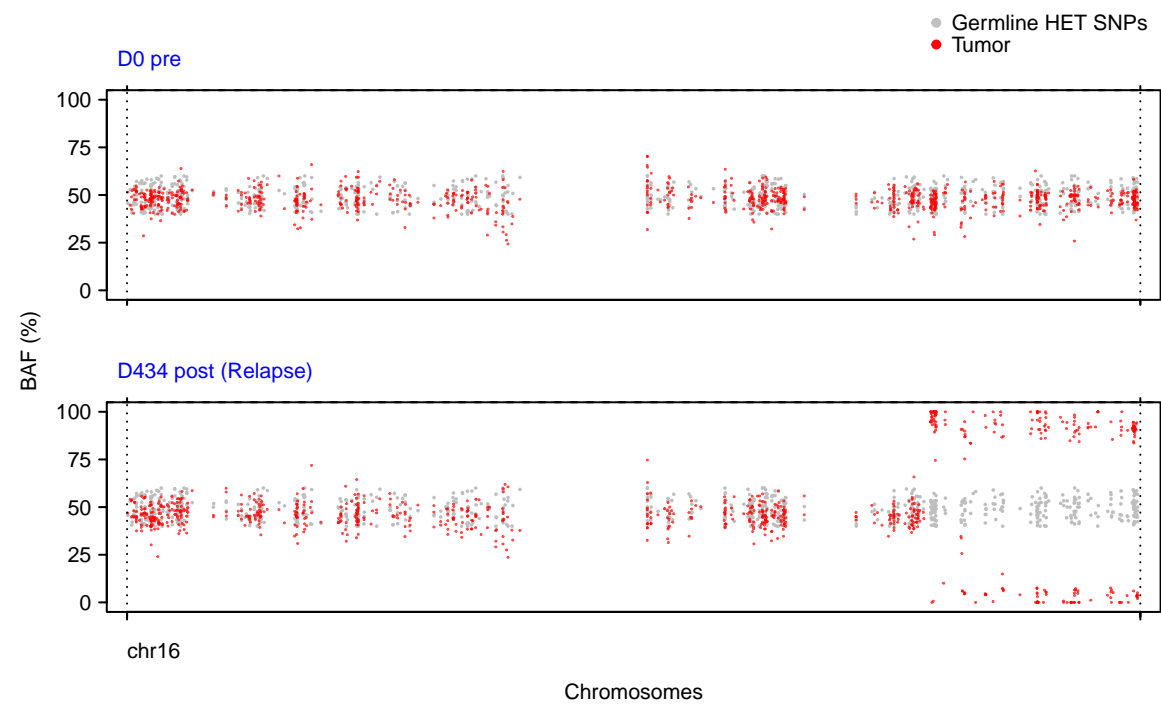 Germline HET SNPs
Tumor
D0 pre
100
75
50
25
0
BAF (%)
D434 post (Relapse)
100
75
50
25
0
chr16
Chromosomes